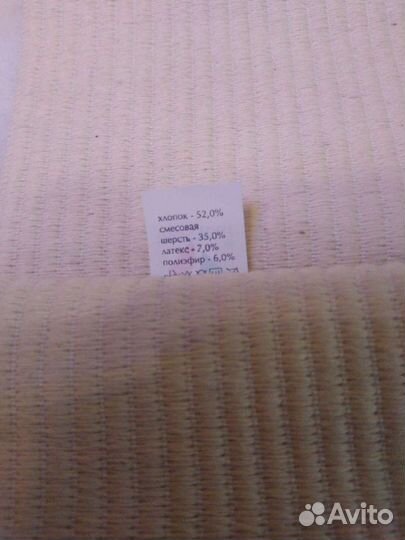 хлопок - 52,0%
смесовая
шерсть - 35,0%
латекс - 7,0%
полиэфир - 6,0%
Avito